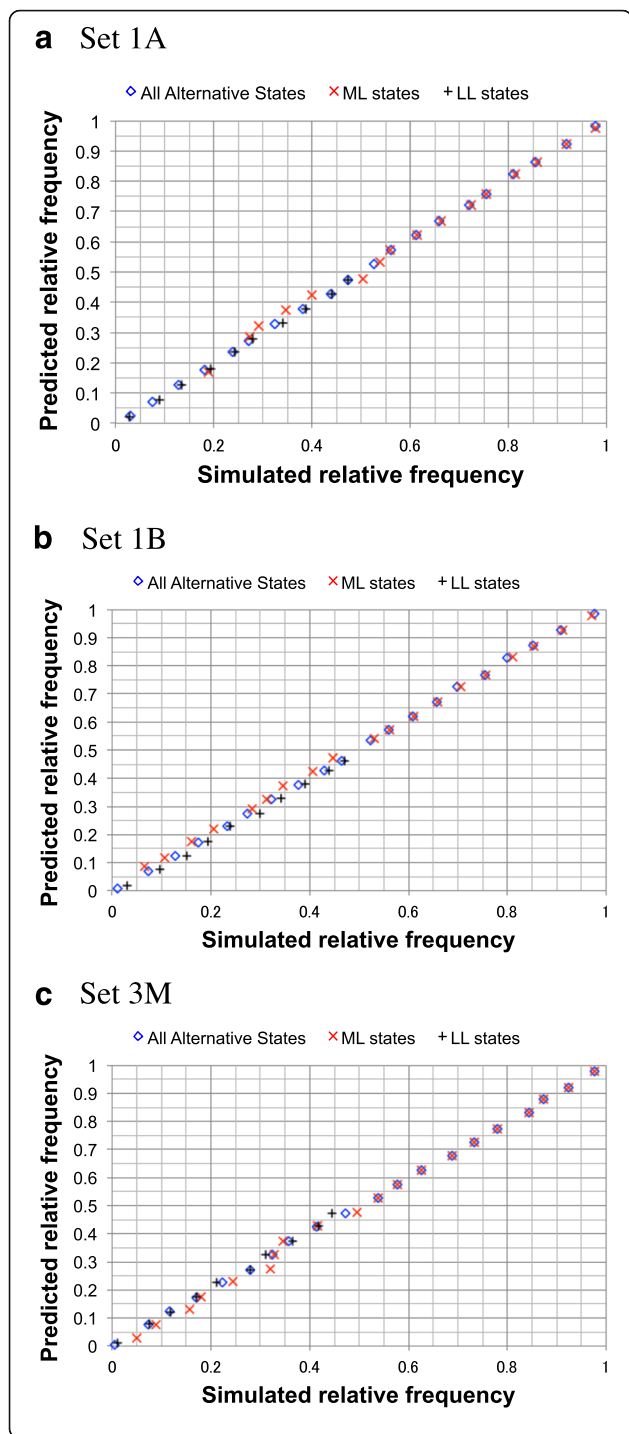 a Set 1A
◇ All Alternative States × ML states + LL states
Predicted relative frequency
1
0.9
0.8
0.7
0.6
0.5
0.4
0.3
0.2
0.1
0
0 0.2 0.4 0.6 0.8 1
Simulated relative frequency
b Set 1B
◇ All Alternative States × ML states + LL states
Predicted relative frequency
1
0.9
0.8
0.7
0.6
0.5
0.4
0.3
0.2
0.1
0
0 0.2 0.4 0.6 0.8 1
Simulated relative frequency
c Set 3M
◇ All Alternative States × ML states + LL states
Predicted relative frequency
1
0.9
0.8
0.7
0.6
0.5
0.4
0.3
0.2
0.1
0
0 0.2 0.4 0.6 0.8 1
Simulated relative frequency